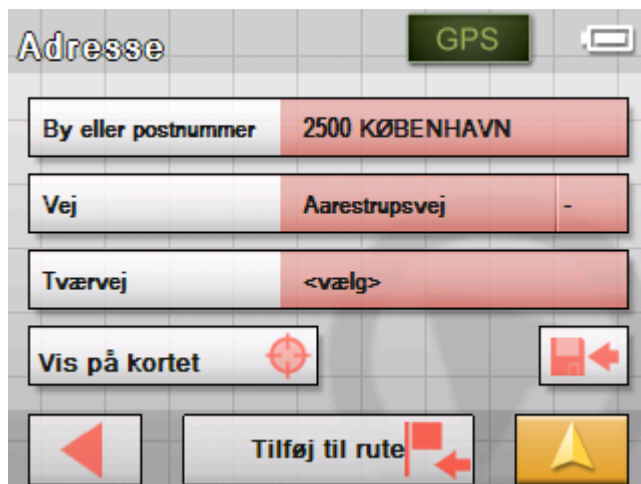 Adresse
GPS
By eller postnummer 2500 KØBENHAVN
Vej Aarestrupsvej -
Tværvej <vælg>
Vis på kortet
Tilføj til rute